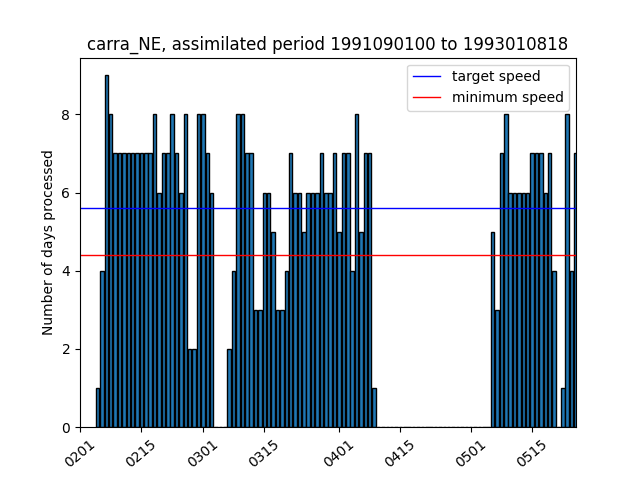 carra_NE, assimilated period 1991090100 to 1993010818
target speed
minimum speed
Number of days processed
8
6
4
2
0
0201 0215 0301 0315 0401 0415 0501 0515